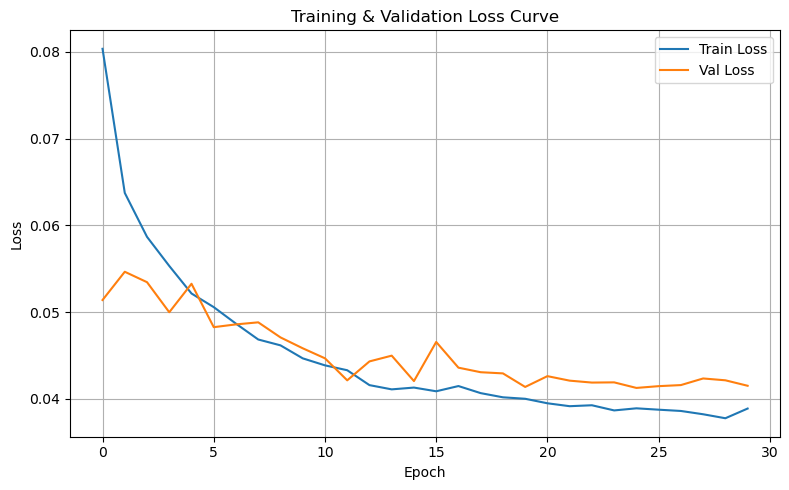 Training & Validation Loss Curve
Train Loss
Val Loss
Loss
0.08
0.07
0.06
0.05
0.04
0 5 10 15 20 25 30
Epoch